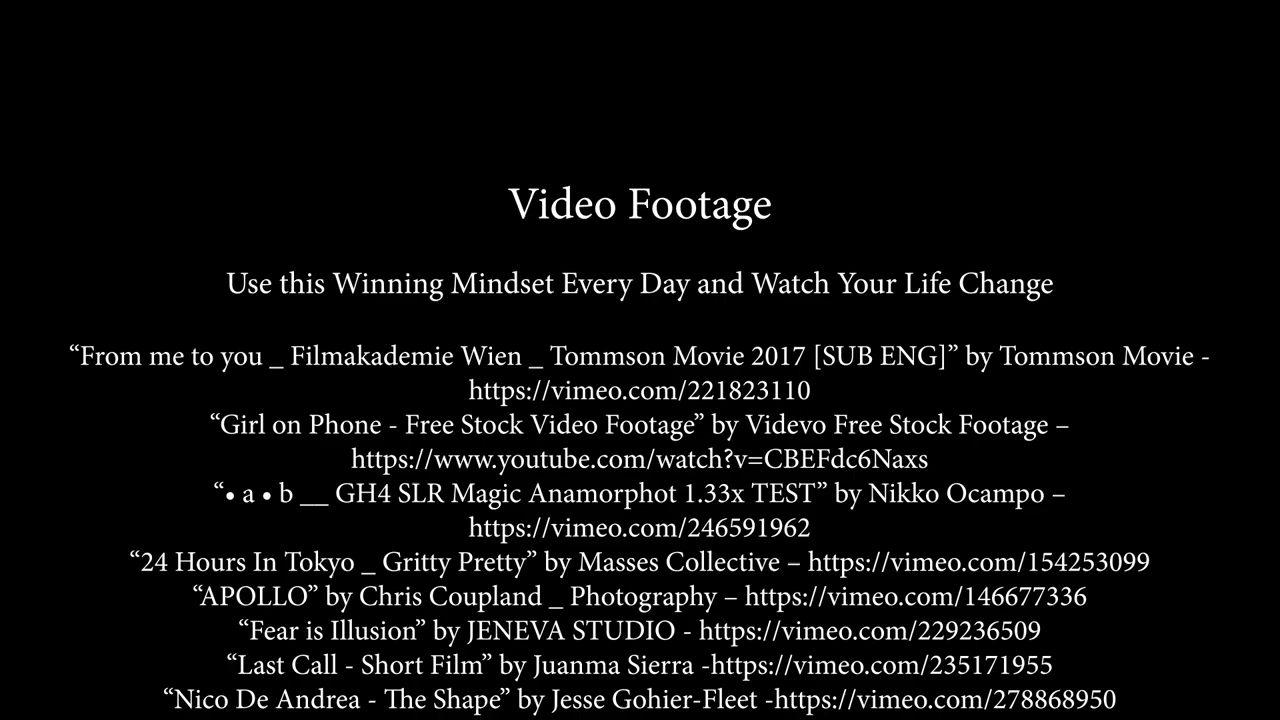 Video Footage
Use this Winning Mindset Every Day and Watch Your Life Change
“From me to you _ Filmakademie Wien _ Tommson Movie 2017 [SUB ENG]” by Tommson Movie -
https://vimeo.com/221823110
“Girl on Phone - Free Stock Video Footage” by Videvo Free Stock Footage –
https://www.youtube.com/watch?v=CBEFdc6Naxs
“• a • b __ GH4 SLR Magic Anamorphot 1.33x TEST” by Nikko Ocampo –
https://vimeo.com/246591962
“24 Hours In Tokyo _ Gritty Pretty” by Masses Collective – https://vimeo.com/154253099
“APOLLO” by Chris Coupland _ Photography – https://vimeo.com/146677336
“Fear is Illusion” by JENEVA STUDIO - https://vimeo.com/229236509
“Last Call - Short Film” by Juanma Sierra -https://vimeo.com/235171955
“Nico De Andrea - The Shape” by Jesse Gohier-Fleet -https://vimeo.com/278868950